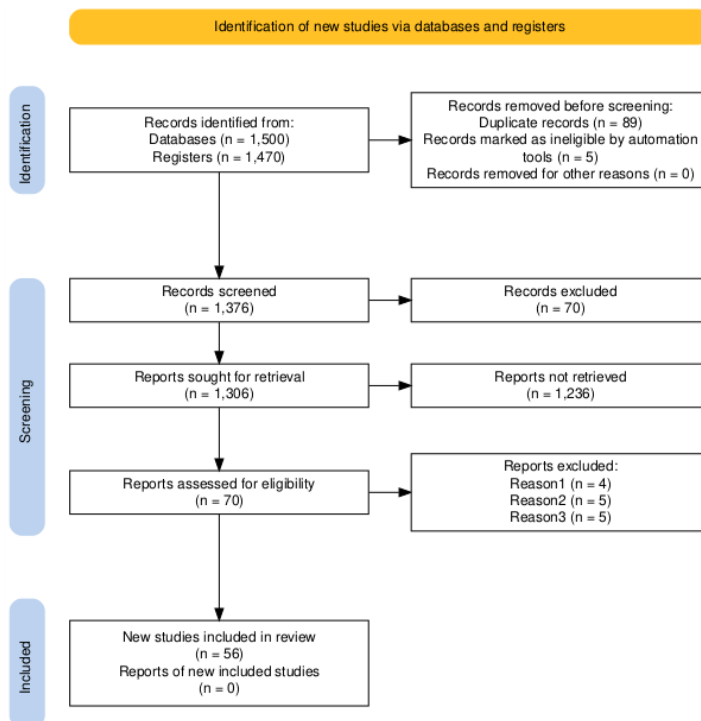 Identification of new studies via databases and registers
Identification
Records identified from:
Databases (n = 1,500)
Registers (n = 1,470)
Records removed before screening:
Duplicate records (n = 89)
Records marked as ineligible by automation
tools (n = 5)
Records removed for other reasons (n = 0)
Screening
Records screened
(n = 1,376)
Records excluded
(n = 70)
Reports sought for retrieval
(n = 1,306)
Reports not retrieved
(n = 1,236)
Reports assessed for eligibility
(n = 70)
Reports excluded:
Reason1 (n = 4)
Reason2 (n = 5)
Reason3 (n = 5)
Included
New studies included in review
(n = 56)
Reports of new included studies
(n = 0)